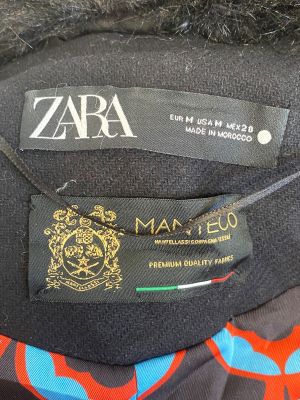 ZARA
EUR M USA M MEX 28
MADE IN MOROCCO
MANTECO
PREMIUM QUALITY FABRICS